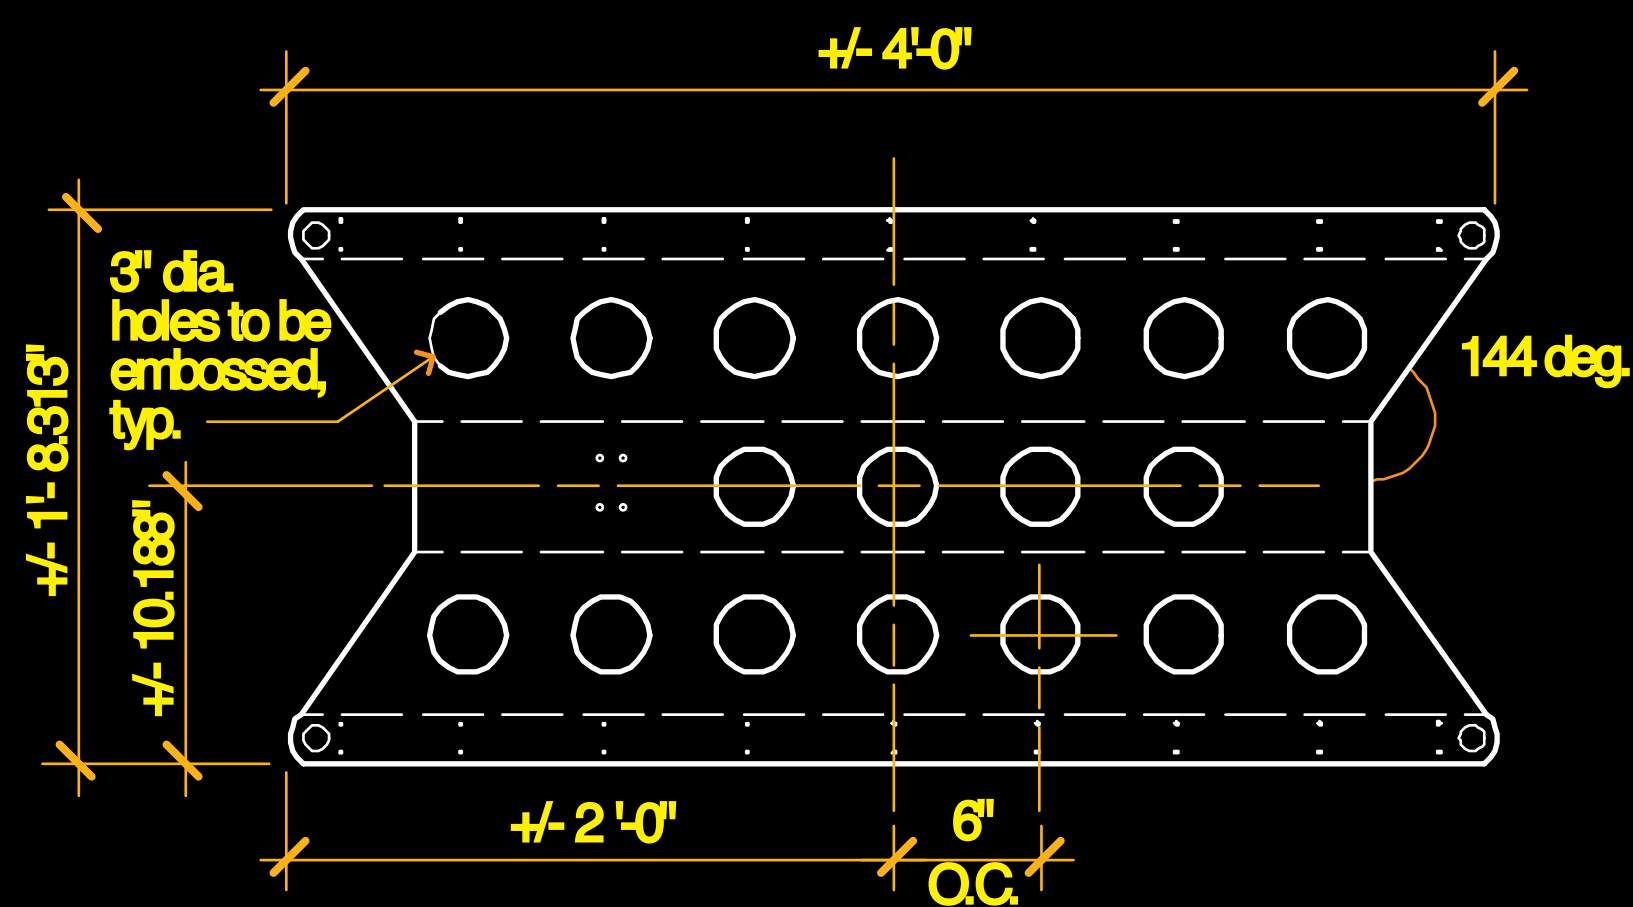 +/- 4'-0"
3" dia.
holes to be
embossed,
typ.
144 deg.
+/- 1'- 8.313"
+/- 10.188"
+/- 2 '-0"
6"
O.C.